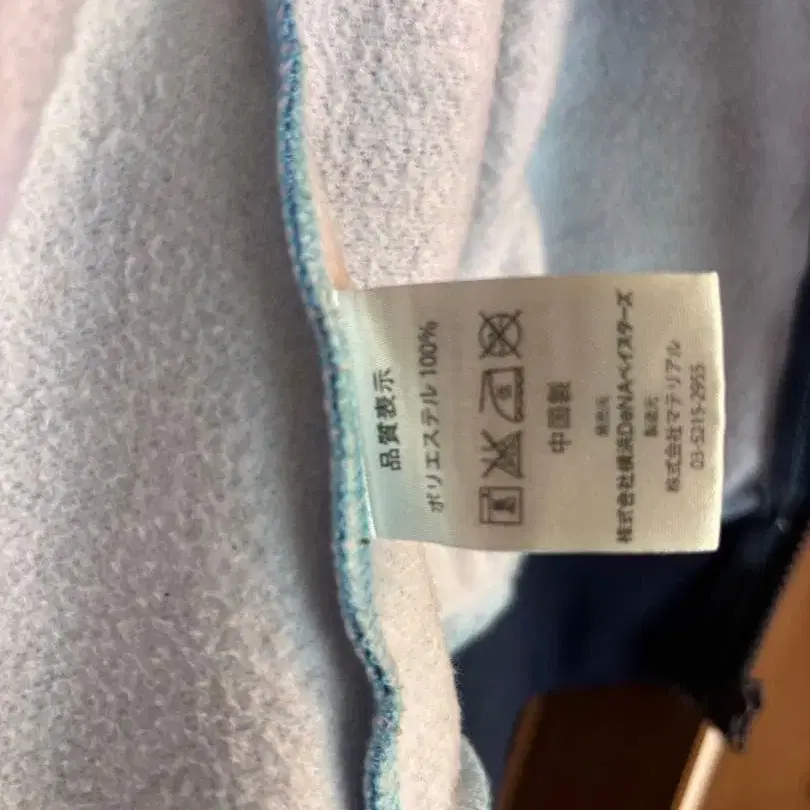 品質表示
ポリエステル 100%
中国製
発売元
株式会社横浜DeNAベイスターズ
製造元
株式会社マテリアル
03-5215-2955